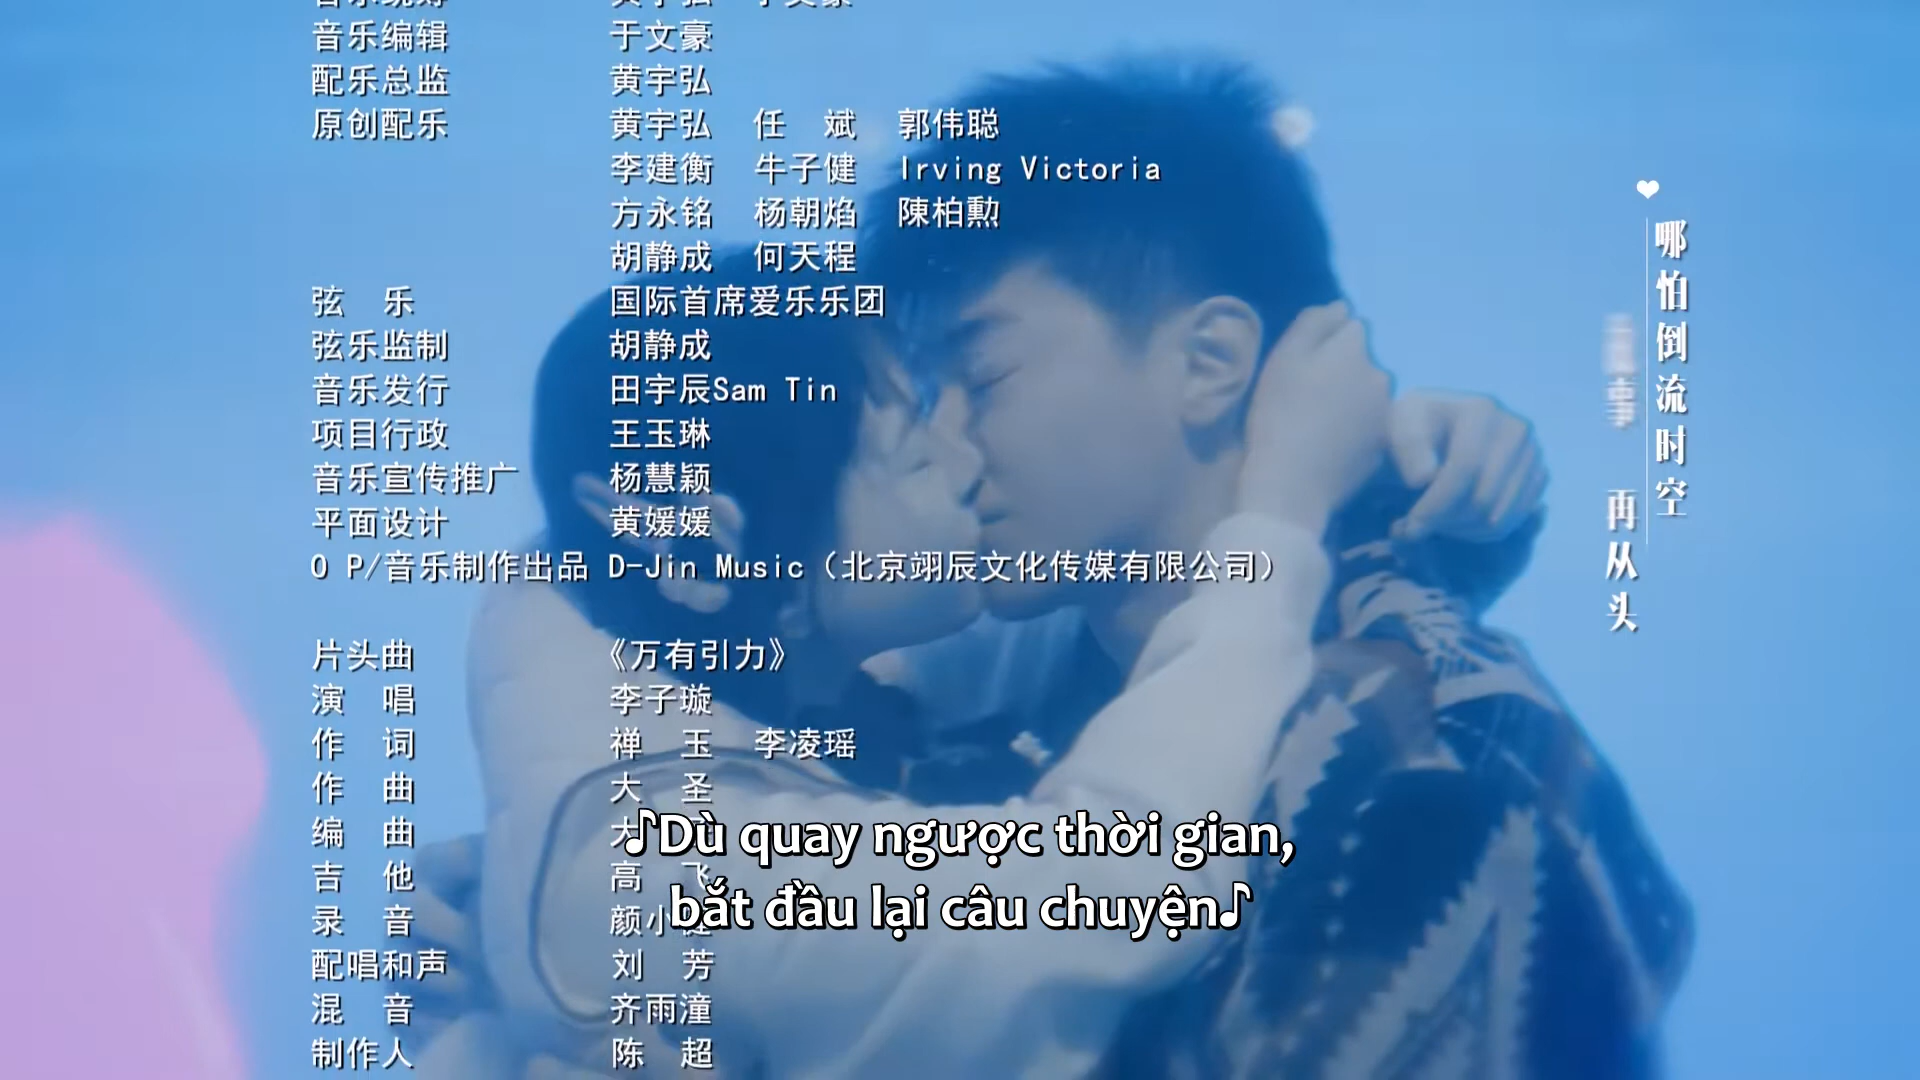 音乐编辑 于文豪
配乐总监 黄宇弘
原创配乐 黄宇弘 任 斌 郭伟聪
李建衡 牛子健 Irving Victoria
方永铭 杨朝焰 陳柏勳
胡静成 何天程
弦 乐 国际首席爱乐乐团
弦乐监制 胡静成
音乐发行 田宇辰Sam Tin
项目行政 王玉琳
音乐宣传推广 杨慧颖
平面设计 黄媛媛
O P/音乐制作出品 D-Jin Music（北京翊辰文化传媒有限公司）
片头曲 《万有引力》
演 唱 李子璇
作 词 禅 玉 李凌瑶
作 曲 大 圣
编 曲 大
吉 他 高 飞
录 音 颜小
配唱和声 刘 芳
混 音 齐雨潼
制作人 陈 超
哪怕倒流时空
再从头
♪Dù quay ngược thời gian,
bắt đầu lại câu chuyện♪